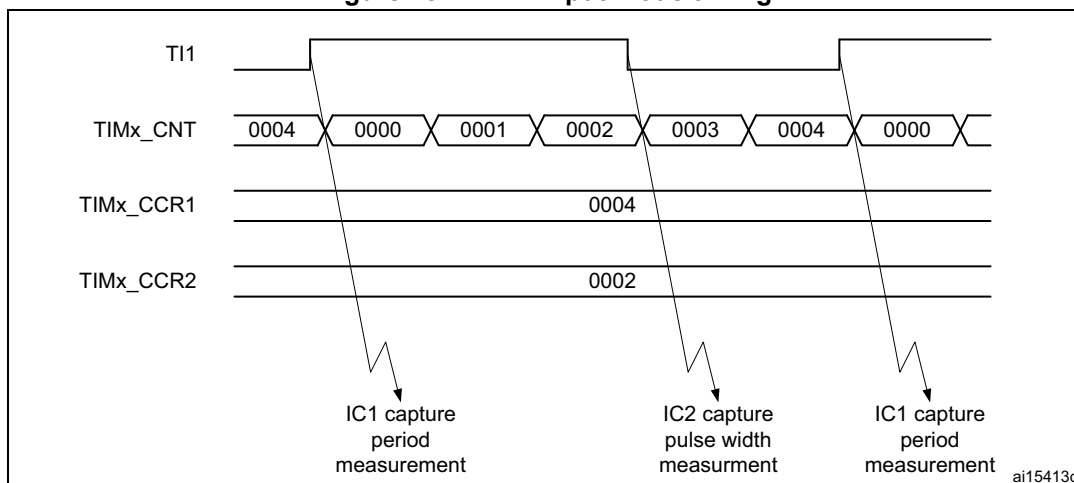 TI1
TIMx_CNT 0004 0000 0001 0002 0003 0004 0000
TIMx_CCR1 0004
TIMx_CCR2 0002
IC1 capture
period
measurement
IC2 capture
pulse width
measurment
IC1 capture
period
measurement